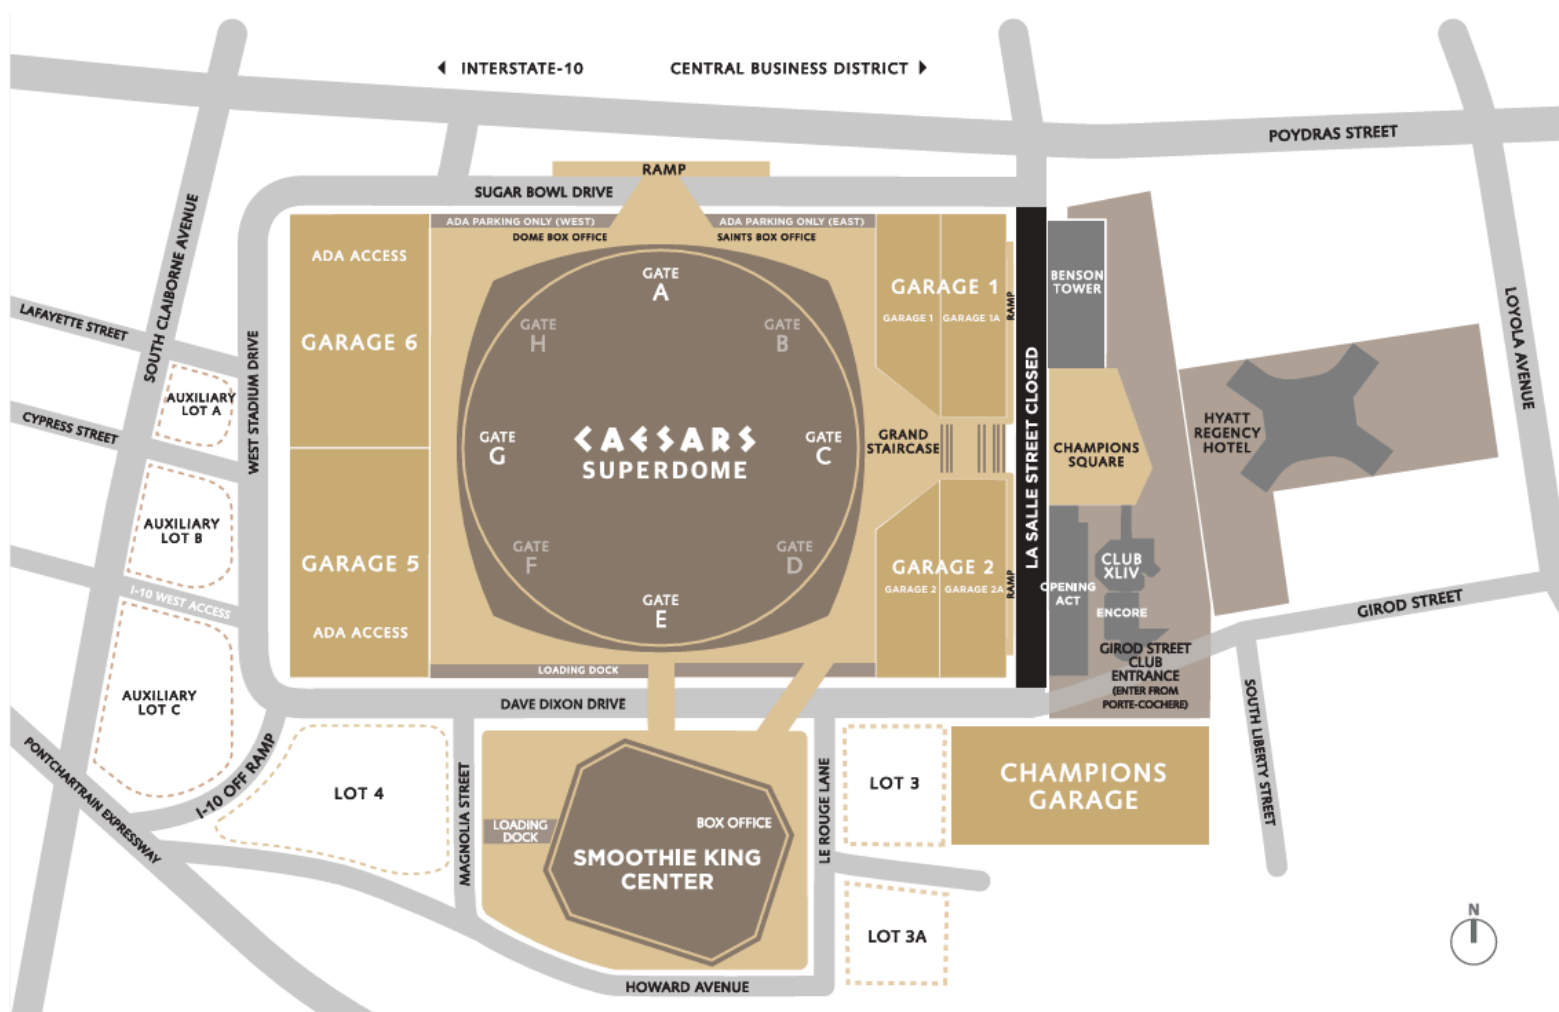 INTERSTATE-10
CENTRAL BUSINESS DISTRICT
POYDRAS STREET
RAMP
SUGAR BOWL DRIVE
ADA PARKING ONLY (WEST)
ADA PARKING ONLY (EAST)
DOME BOX OFFICE
SAINTS BOX OFFICE
SOUTH CLAIBORNE AVENUE
ADA ACCESS
GATE
A
BENSON
TOWER
GARAGE 1
GARAGE 1
GARAGE 1A
RAMP
LAFAYETTE STREET
GARAGE 6
GATE
H
GATE
B
LOYOLA AVENUE
WEST STADIUM DRIVE
AUXILIARY
LOT A
CYPRESS STREET
GATE
G
CAESARS
SUPERDOME
GATE
C
GRAND
STAIRCASE
LA SALLE STREET CLOSED
CHAMPIONS
SQUARE
HYATT
REGENCY
HOTEL
AUXILIARY
LOT B
GARAGE 5
GATE
F
GATE
D
GARAGE 2
GARAGE 2
GARAGE 2A
RAMP
OPENING
ACT
CLUB
XLIV
ENCORE
I-10 WEST ACCESS
GATE
E
GIROD STREET
ADA ACCESS
LOADING DOCK
GIROD STREET
CLUB
ENTRANCE
(ENTER FROM
PORTE-COCHERE)
AUXILIARY
LOT C
DAVE DIXON DRIVE
SOUTH LIBERTY STREET
PONTCHARTRAIN EXPRESSWAY
I-10 OFF RAMP
LOT 4
MAGNOLIA STREET
LOADING
DOCK
BOX OFFICE
SMOOTHIE KING
CENTER
LE ROUGE LANE
LOT 3
CHAMPIONS
GARAGE
LOT 3A
HOWARD AVENUE
N